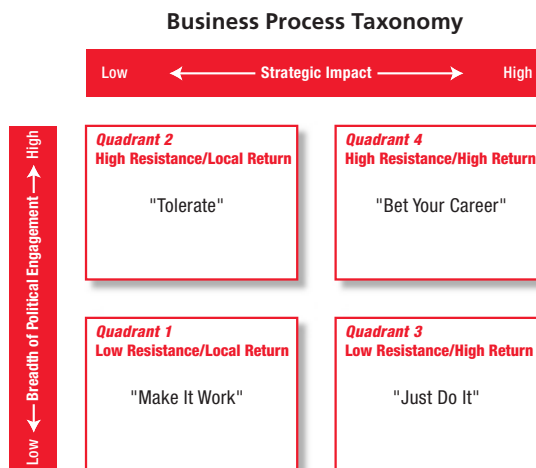 Business Process Taxonomy
Low Strategic Impact High
High
Breadth of Political Engagement
Low
Quadrant 2
High Resistance/Local Return
"Tolerate"
Quadrant 4
High Resistance/High Return
"Bet Your Career"
Quadrant 1
Low Resistance/Local Return
"Make It Work"
Quadrant 3
Low Resistance/High Return
"Just Do It"